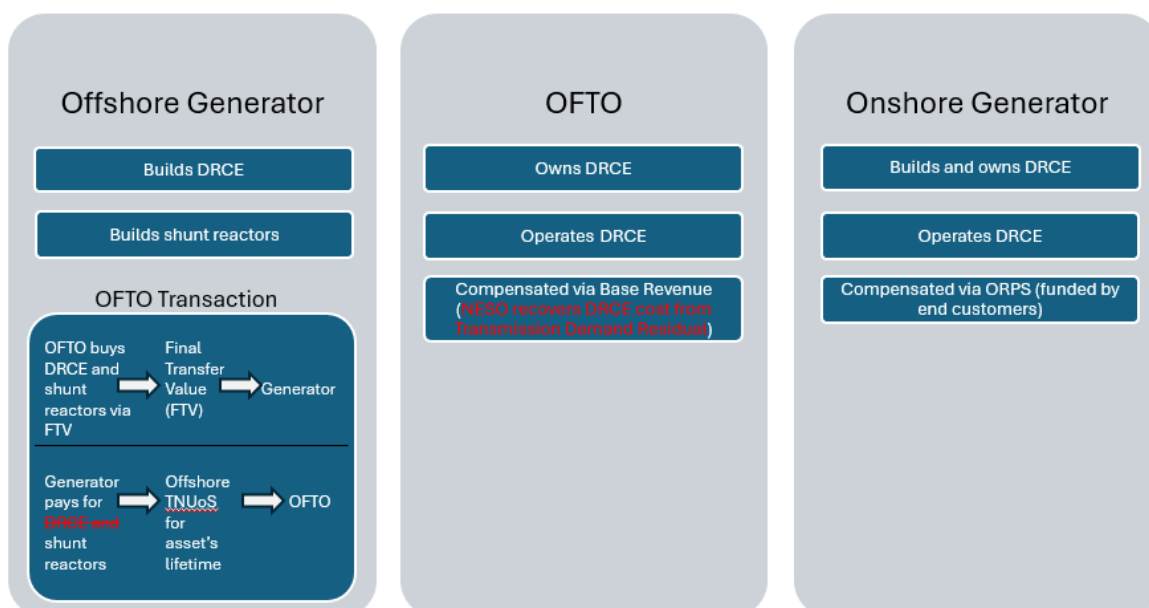 Offshore Generator
Builds DRCE
Builds shunt reactors
OFTO Transaction
OFTO buys
DRCE and
shunt
reactors via
FTV
Final
Transfer
Value
(FTV)
Generator
Generator
pays for
DRCE and
shunt
reactors
Offshore
TNUoS
for
asset's
lifetime
OFTO
OFTO
Owns DRCE
Operates DRCE
Compensated via Base Revenue
(NESO recovers DRCE cost from
Transmission Demand Residual)
Onshore Generator
Builds and owns DRCE
Operates DRCE
Compensated via ORPS (funded by
end customers)